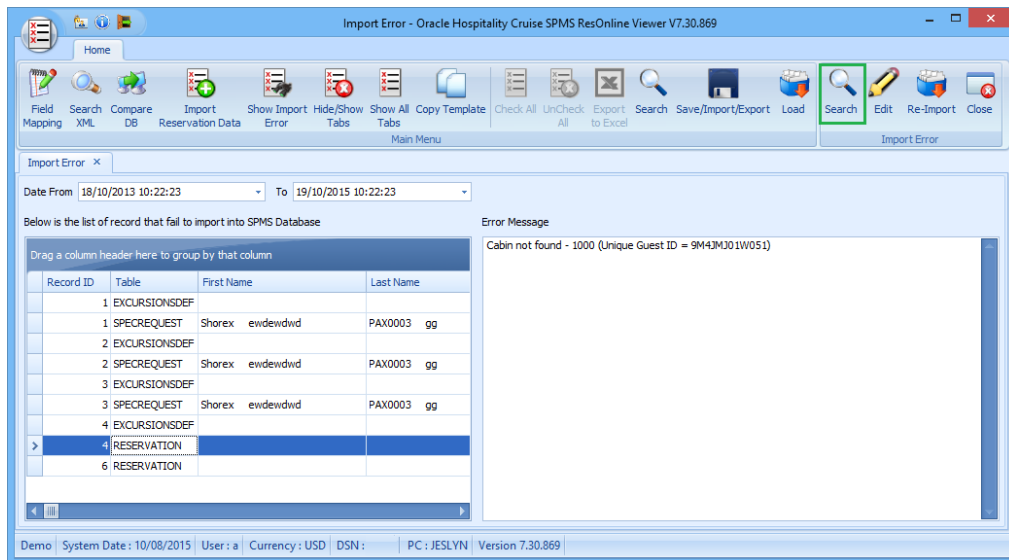 Import Error - Oracle Hospitality Cruise SPMS ResOnline Viewer V7.30.869
Home
Field Mapping
Search XML
Compare DB
Import Reservation Data
Show Import Error
Hide/Show Tabs
Show All Tabs
Copy Template
Check All
UnCheck All
Export to Excel
Search
Save/Import/Export
Load
Search
Edit
Re-Import
Close
Main Menu
Import Error
Import Error
Date From 18/10/2013 10:22:23 To 19/10/2015 10:22:23
Below is the list of record that fail to import into SPMS Database
Error Message
Cabin not found - 1000 (Unique Guest ID = 9M4JMJ01W051)
Drag a column header here to group by that column
Record ID Table First Name Last Name
1 EXCURSIONSDEF
1 SPECREQUEST Shorex ewdewdwd PAX0003 gg
2 EXCURSIONSDEF
2 SPECREQUEST Shorex ewdewdwd PAX0003 gg
3 EXCURSIONSDEF
3 SPECREQUEST Shorex ewdewdwd PAX0003 gg
4 EXCURSIONSDEF
4 RESERVATION
6 RESERVATION
Demo System Date : 10/08/2015 User : a Currency : USD DSN : PC : JESLYN Version 7.30.869